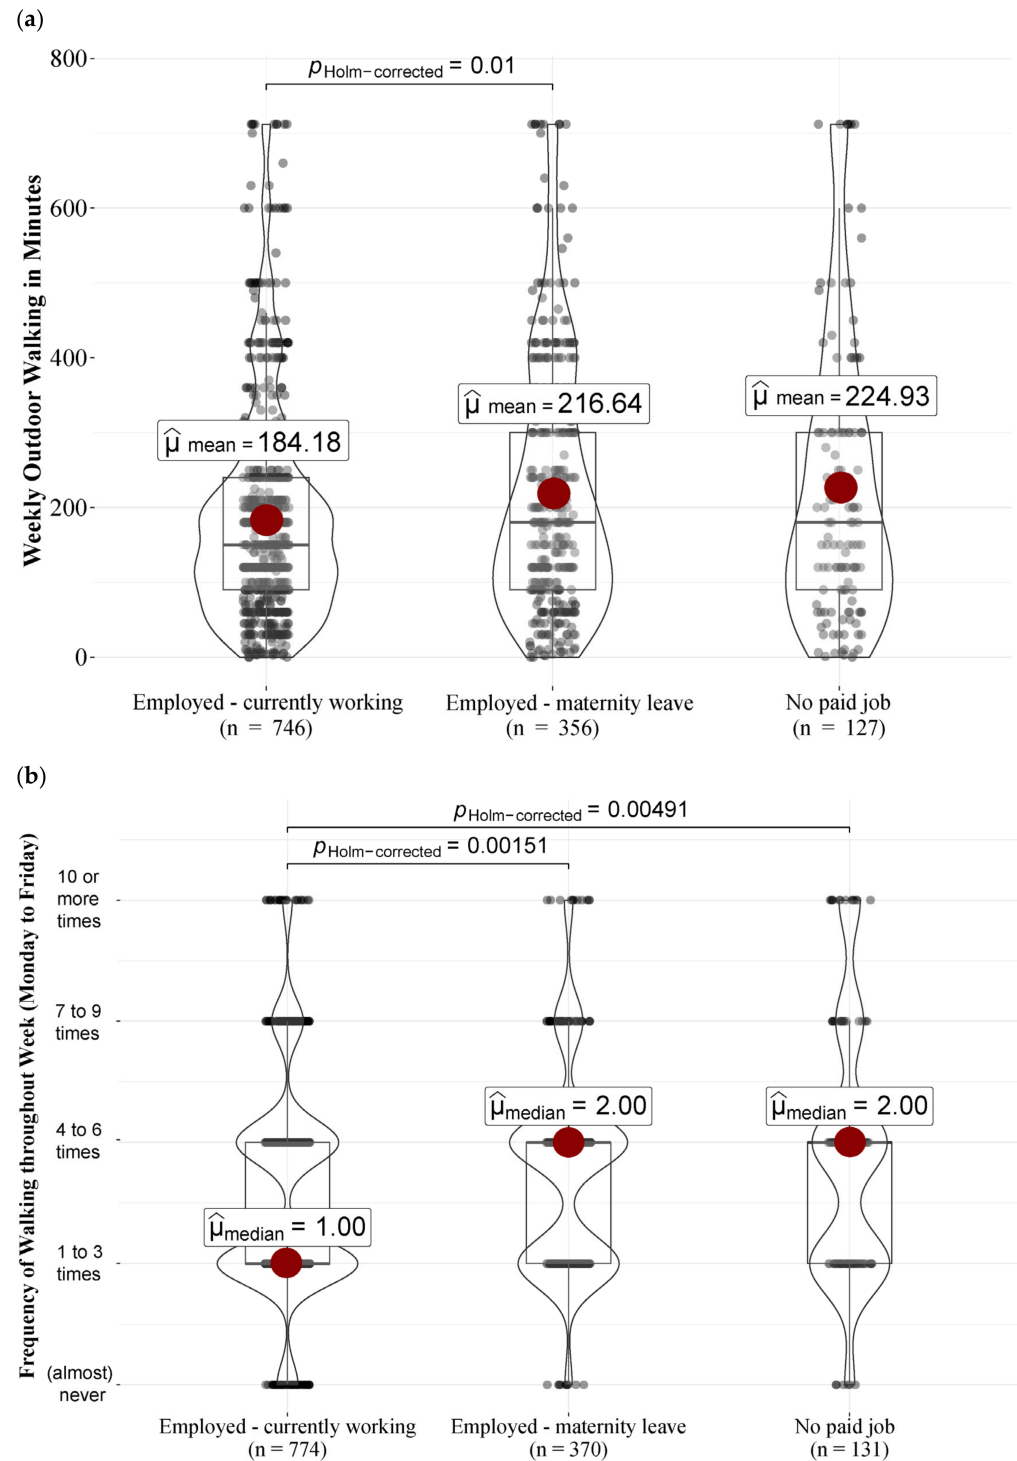 (a)
Weekly Outdoor Walking in Minutes
800
600
400
200
0
pHolm−corrected = 0.01
μ̂ mean = 184.18
μ̂ mean = 216.64
μ̂ mean = 224.93
Employed - currently working
(n = 746)
Employed - maternity leave
(n = 356)
No paid job
(n = 127)
(b)
Frequency of Walking throughout Week (Monday to Friday)
10 or
more
times
7 to 9
times
4 to 6
times
1 to 3
times
(almost)
never
pHolm−corrected = 0.00491
pHolm−corrected = 0.00151
μ̂median = 1.00
μ̂median = 2.00
μ̂median = 2.00
Employed - currently working
(n = 774)
Employed - maternity leave
(n = 370)
No paid job
(n = 131)